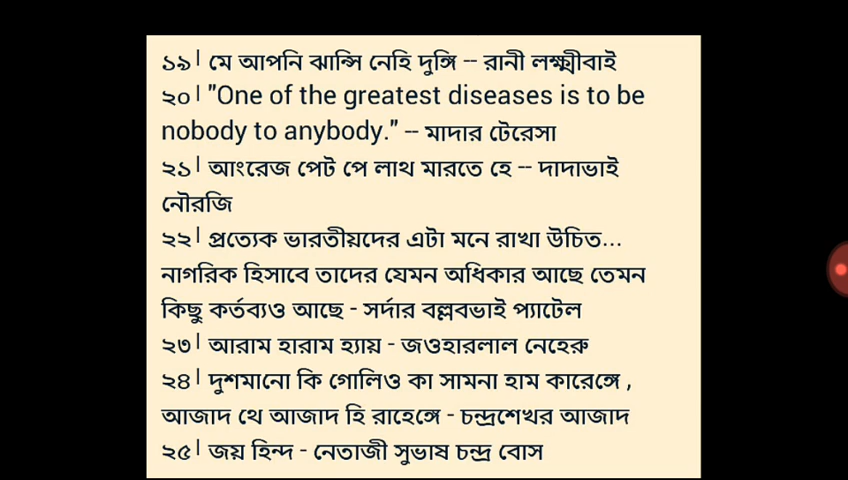 ১৯| মে আপনি ঝান্সি নেহি দুঙ্গি -- রানী লক্ষ্মীবাই
২০| "One of the greatest diseases is to be
nobody to anybody." -- মাদার টেরেসা
২১| আংরেজ পেট পে লাথ মারতে হে -- দাদাভাই
নৌরজি
২২| প্রত্যেক ভারতীয়দের এটা মনে রাখা উচিত...
নাগরিক হিসাবে তাদের যেমন অধিকার আছে তেমন
কিছু কর্তব্যও আছে - সর্দার বল্লবভাই প্যাটেল
২৩| আরাম হারাম হ্যায় - জওহারলাল নেহেরু
২৪| দুশমানো কি গোলিও কা সামনা হাম কারেঙ্গে ,
আজাদ থে আজাদ হি রাহেঙ্গে - চন্দ্রশেখর আজাদ
২৫| জয় হিন্দ - নেতাজী সুভাষ চন্দ্র বোস